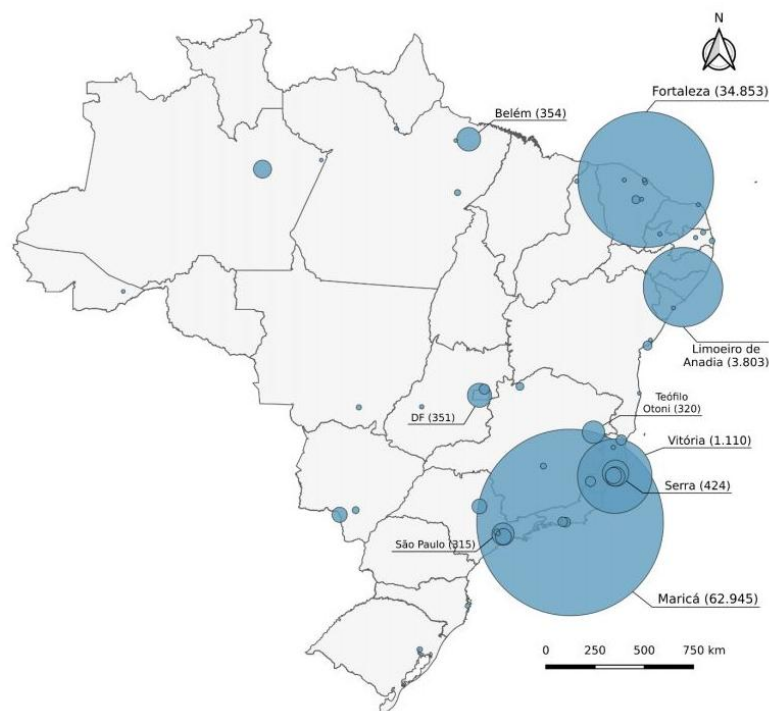 N
Fortaleza (34.853)
Belém (354)
Limoeiro de
Anadia (3.803)
Teófilo
Otoni (320)
DF (351)
Vitória (1.110)
Serra (424)
São Paulo (315)
Maricá (62.945)
0 250 500 750 km